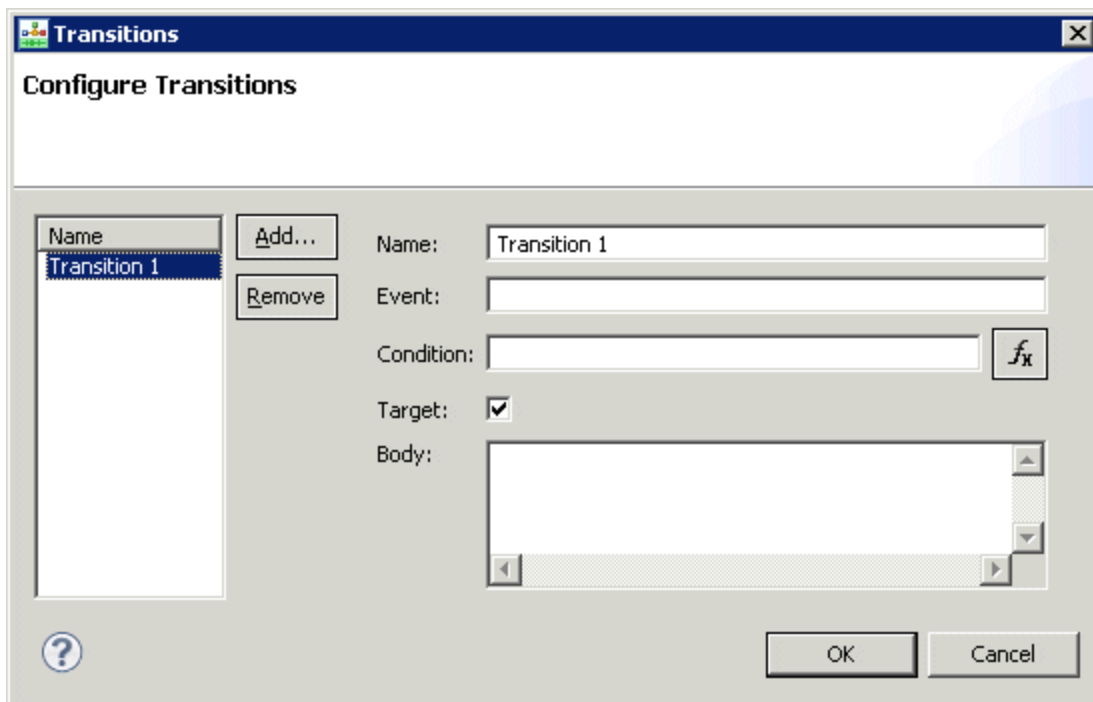 Transitions
Configure Transitions
Name
Transition 1
Add...
Remove
Name: Transition 1
Event:
Condition: fx
Target:
Body:
?
OK Cancel